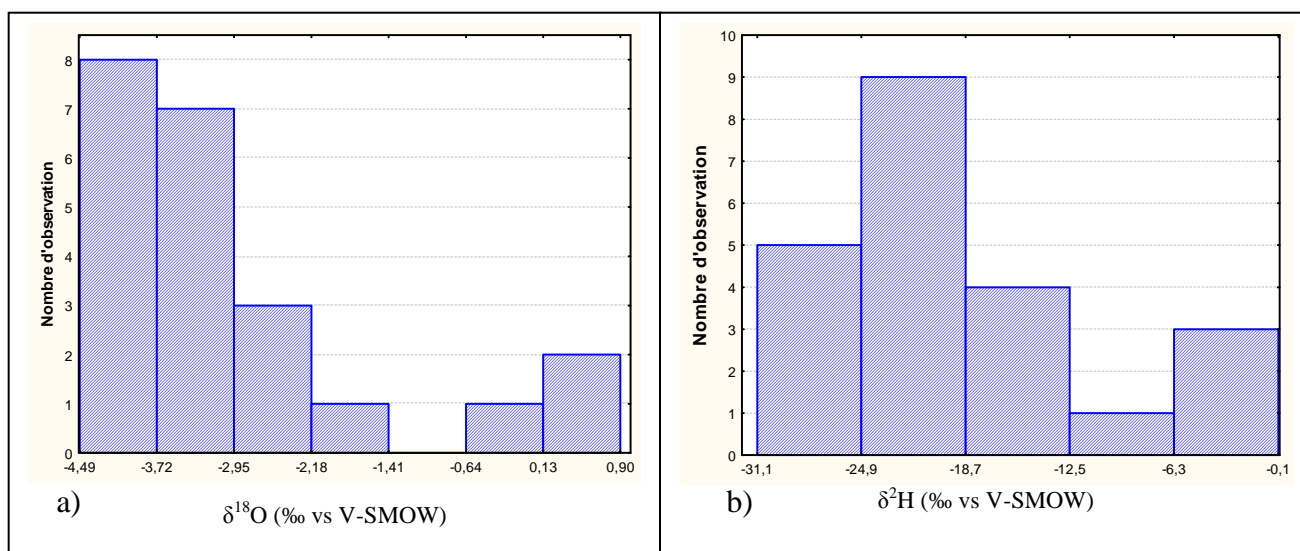 8
7
6
5
4
3
2
1
0
Nombre d'observation
-4,49 -3,72 -2,95 -2,18 -1,41 -0,64 0,13 0,90
a)
δ¹⁸O (‰ vs V-SMOW)
10
9
8
7
6
5
4
3
2
1
0
Nombre d'observation
-31,1 -24,9 -18,7 -12,5 -6,3 -0,1
b)
δ²H (‰ vs V-SMOW)